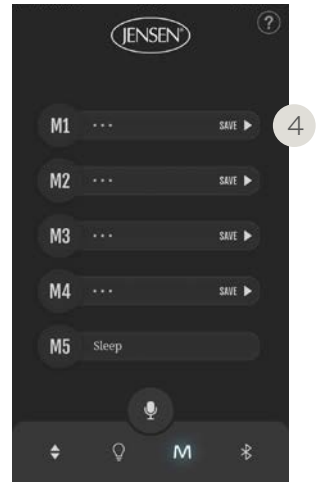 JENSEN®
?
M1 ... SAVE ▶
4
M2 ... SAVE ▶
M3 ... SAVE ▶
M4 ... SAVE ▶
M5 Sleep
M